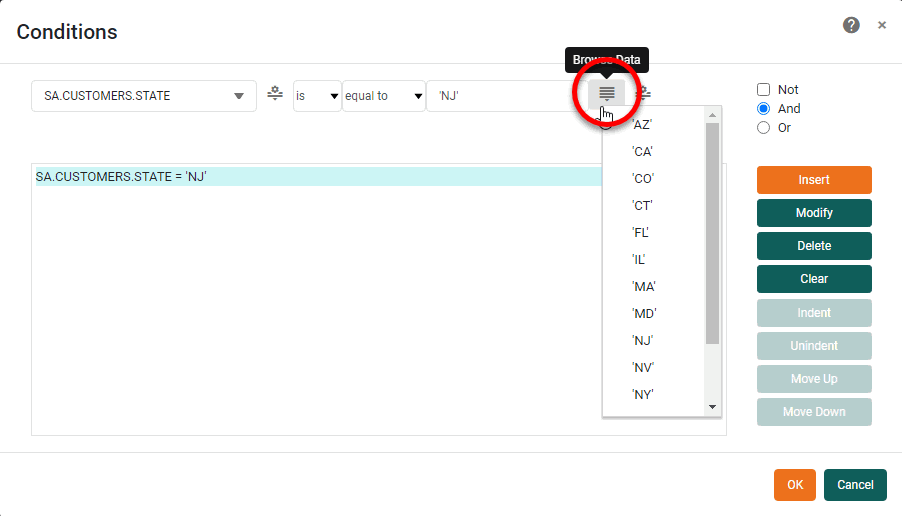 Conditions
?
×
Browse Data
SA.CUSTOMERS.STATE
is
equal to
'NJ'
Not
And
Or
SA.CUSTOMERS.STATE = 'NJ'
'AZ'
'CA'
'CO'
'CT'
'FL'
'IL'
'MA'
'MD'
'NJ'
'NV'
'NY'
Insert
Modify
Delete
Clear
Indent
Unindent
Move Up
Move Down
OK
Cancel